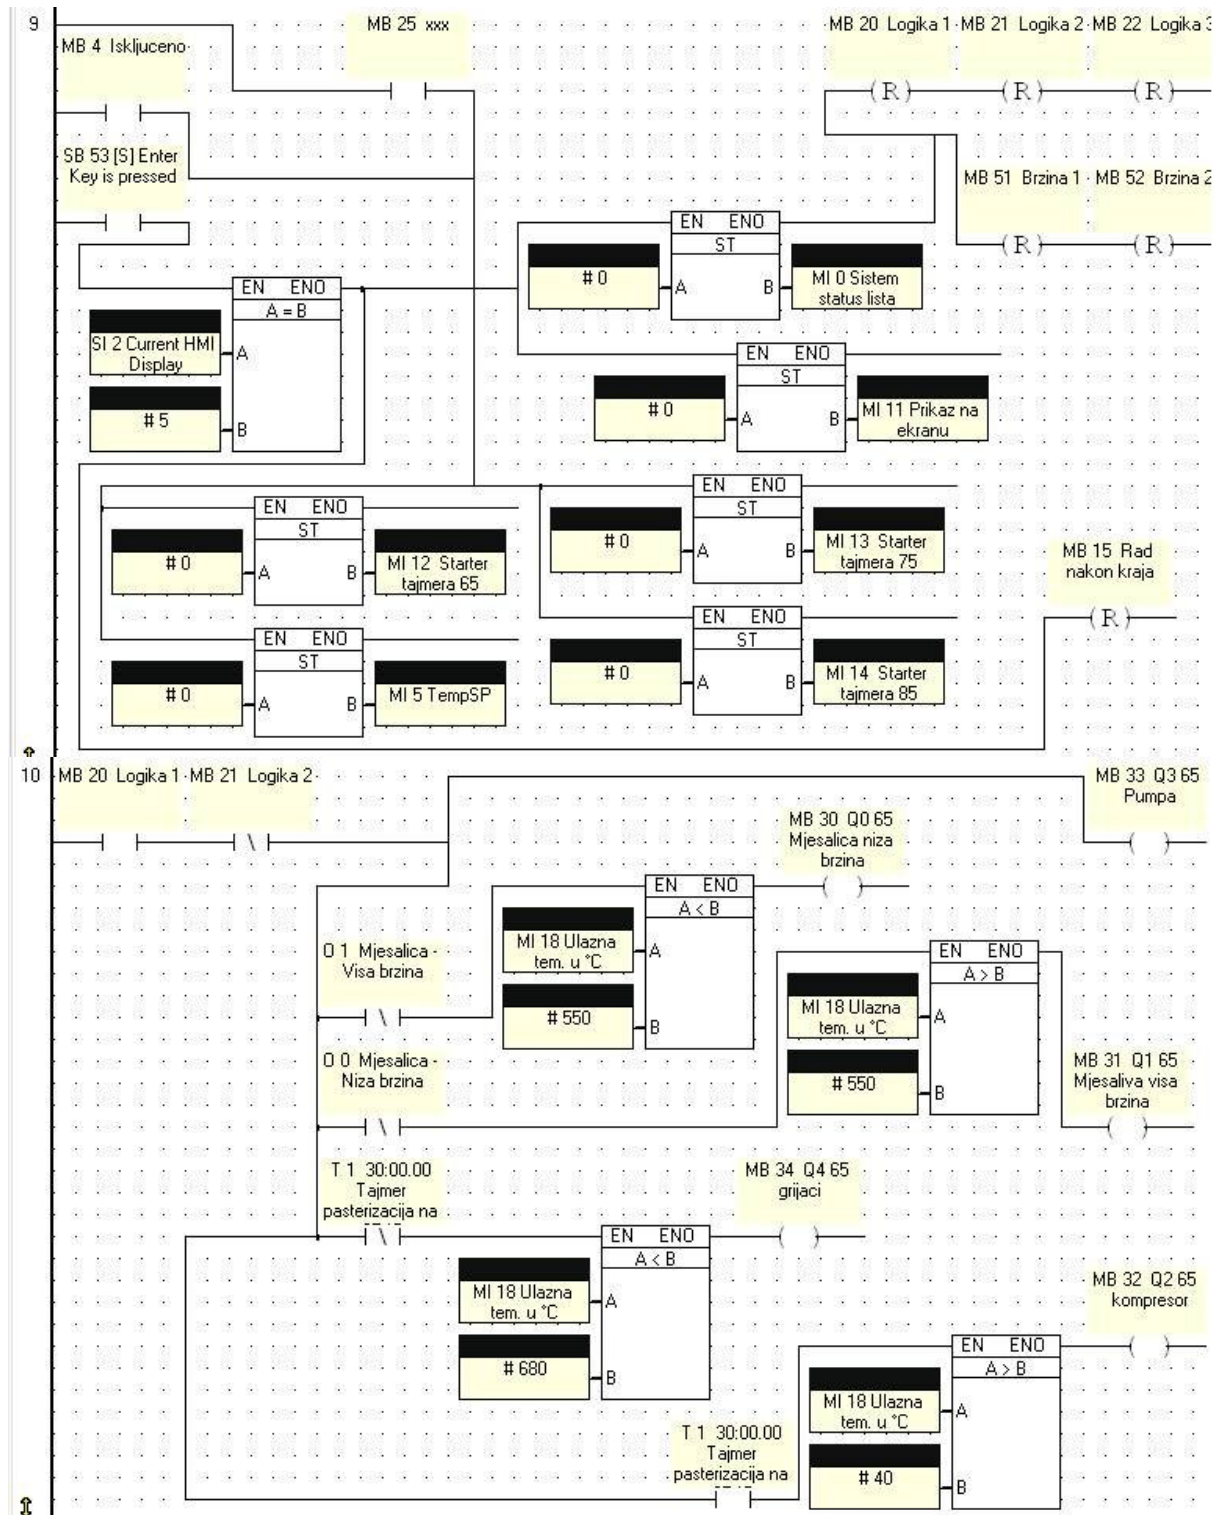 9
MB 4 Iskljuceno
MB 25 xxx
MB 20 Logika 1
MB 21 Logika 2
MB 22 Logika 3
(R)
(R)
(R)
SB 53 [S] Enter
Key is pressed
MB 51 Brzina 1
MB 52 Brzina 2
(R)
(R)
EN ENO
ST
# 0
A
B
MI 0 Sistem
status lista
EN ENO
A = B
SI 2 Current HMI
Display
A
# 5
B
EN ENO
ST
# 0
A
B
MI 11 Prikaz na
ekranu
EN ENO
ST
# 0
A
B
MI 12 Starter
tajmera 65
EN ENO
ST
# 0
A
B
MI 13 Starter
tajmera 75
MB 15 Rad
nakon kraja
(R)
EN ENO
ST
# 0
A
B
MI 5 TempSP
EN ENO
ST
# 0
A
B
MI 14 Starter
tajmera 85
10
MB 20 Logika 1
MB 21 Logika 2
MB 33 Q3 65
Pumpa
MB 30 Q0 65
Mjesalica niza
brzina
EN ENO
A < B
MI 18 Ulazna
tem. u °C
A
# 550
B
O 1 Mjesalica -
Visa brzina
EN ENO
A > B
MI 18 Ulazna
tem. u °C
A
# 550
B
O 0 Mjesalica -
Niza brzina
MB 31 Q1 65
Mjesaliva visa
brzina
T 1 30:00.00
Tajmer
pasterizacija na
MB 34 Q4 65
grijaci
EN ENO
A < B
MI 18 Ulazna
tem. u °C
A
# 680
B
MB 32 Q2 65
kompresor
EN ENO
A > B
MI 18 Ulazna
tem. u °C
A
# 40
B
T 1 30:00.00
Tajmer
pasterizacija na